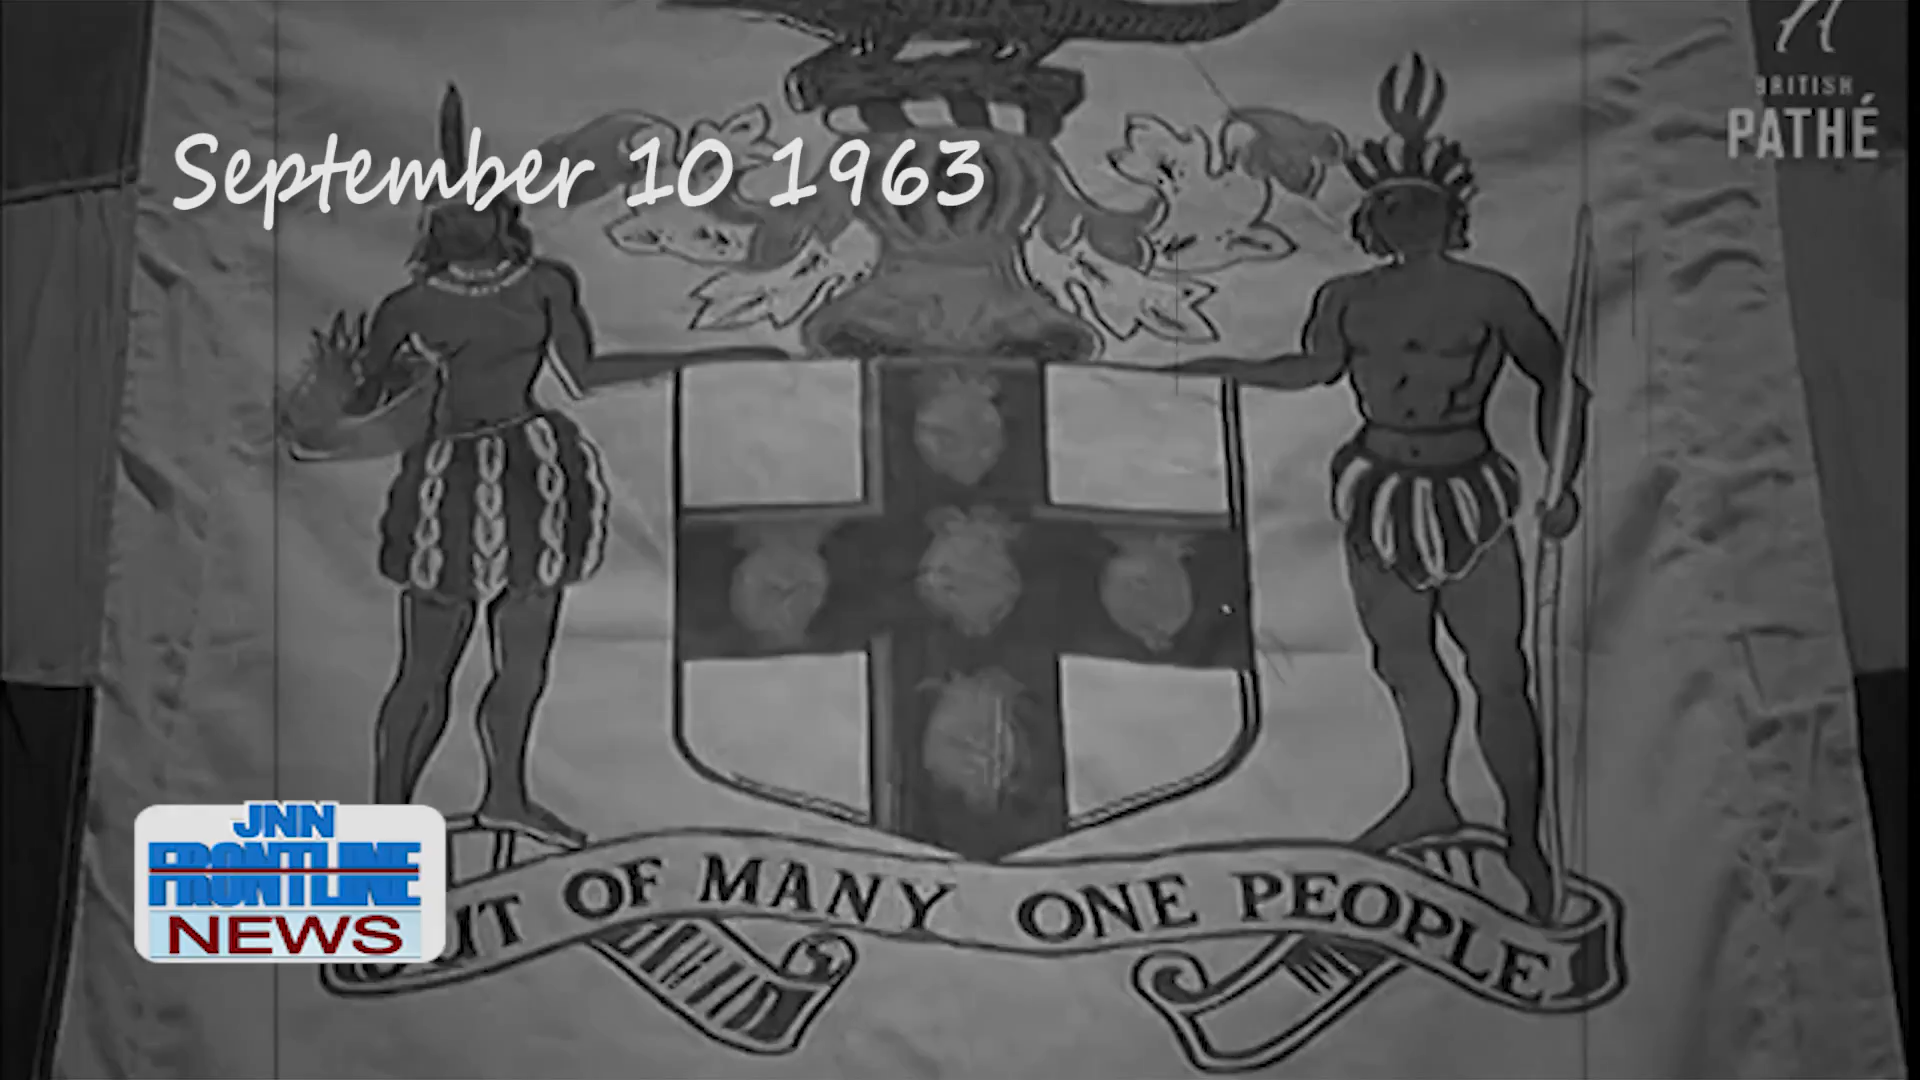 BRITISH
PATHÉ
September 10 1963
JNN
FRONTLINE
NEWS
OF MANY ONE PEOPLE